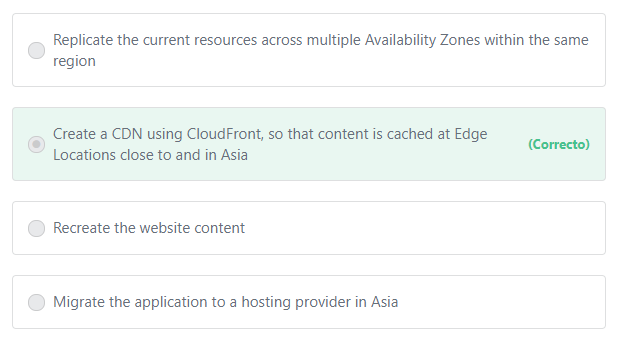 Replicate the current resources across multiple Availability Zones within the same
region
Create a CDN using CloudFront, so that content is cached at Edge
Locations close to and in Asia
(Correcto)
Recreate the website content
Migrate the application to a hosting provider in Asia